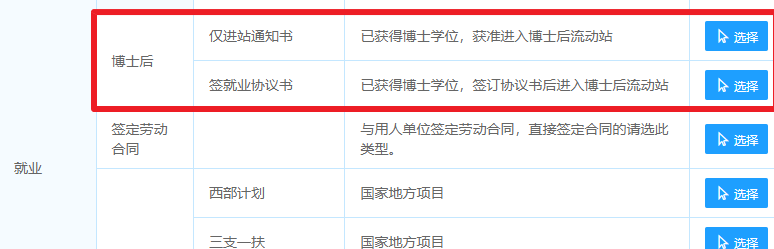 仅进站通知书
已获得博士学位，获准进入博士后流动站
选择
博士后
签就业协议书
已获得博士学位，签订协议书后进入博士后流动站
选择
签定劳动
合同
与用人单位签定劳动合同，直接签定合同的请选此
类型。
选择
就业
西部计划
国家地方项目
选择
三支一扶
国家地方项目
选择